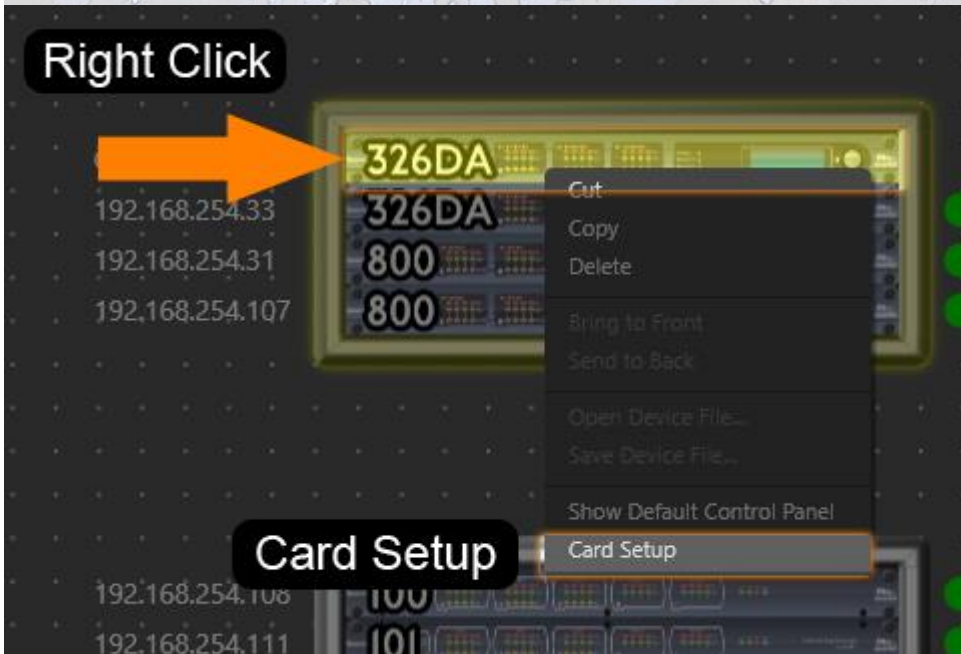 Right Click
326DA
Cut
192.168.254.33
326DA
Copy
192.168.254.31
800
Delete
192.168.254.107
800
Bring to Front
Send to Back
Open Device File...
Save Device File...
Show Default Control Panel
Card Setup
Card Setup
192.168.254.108
100
192.168.254.111
101